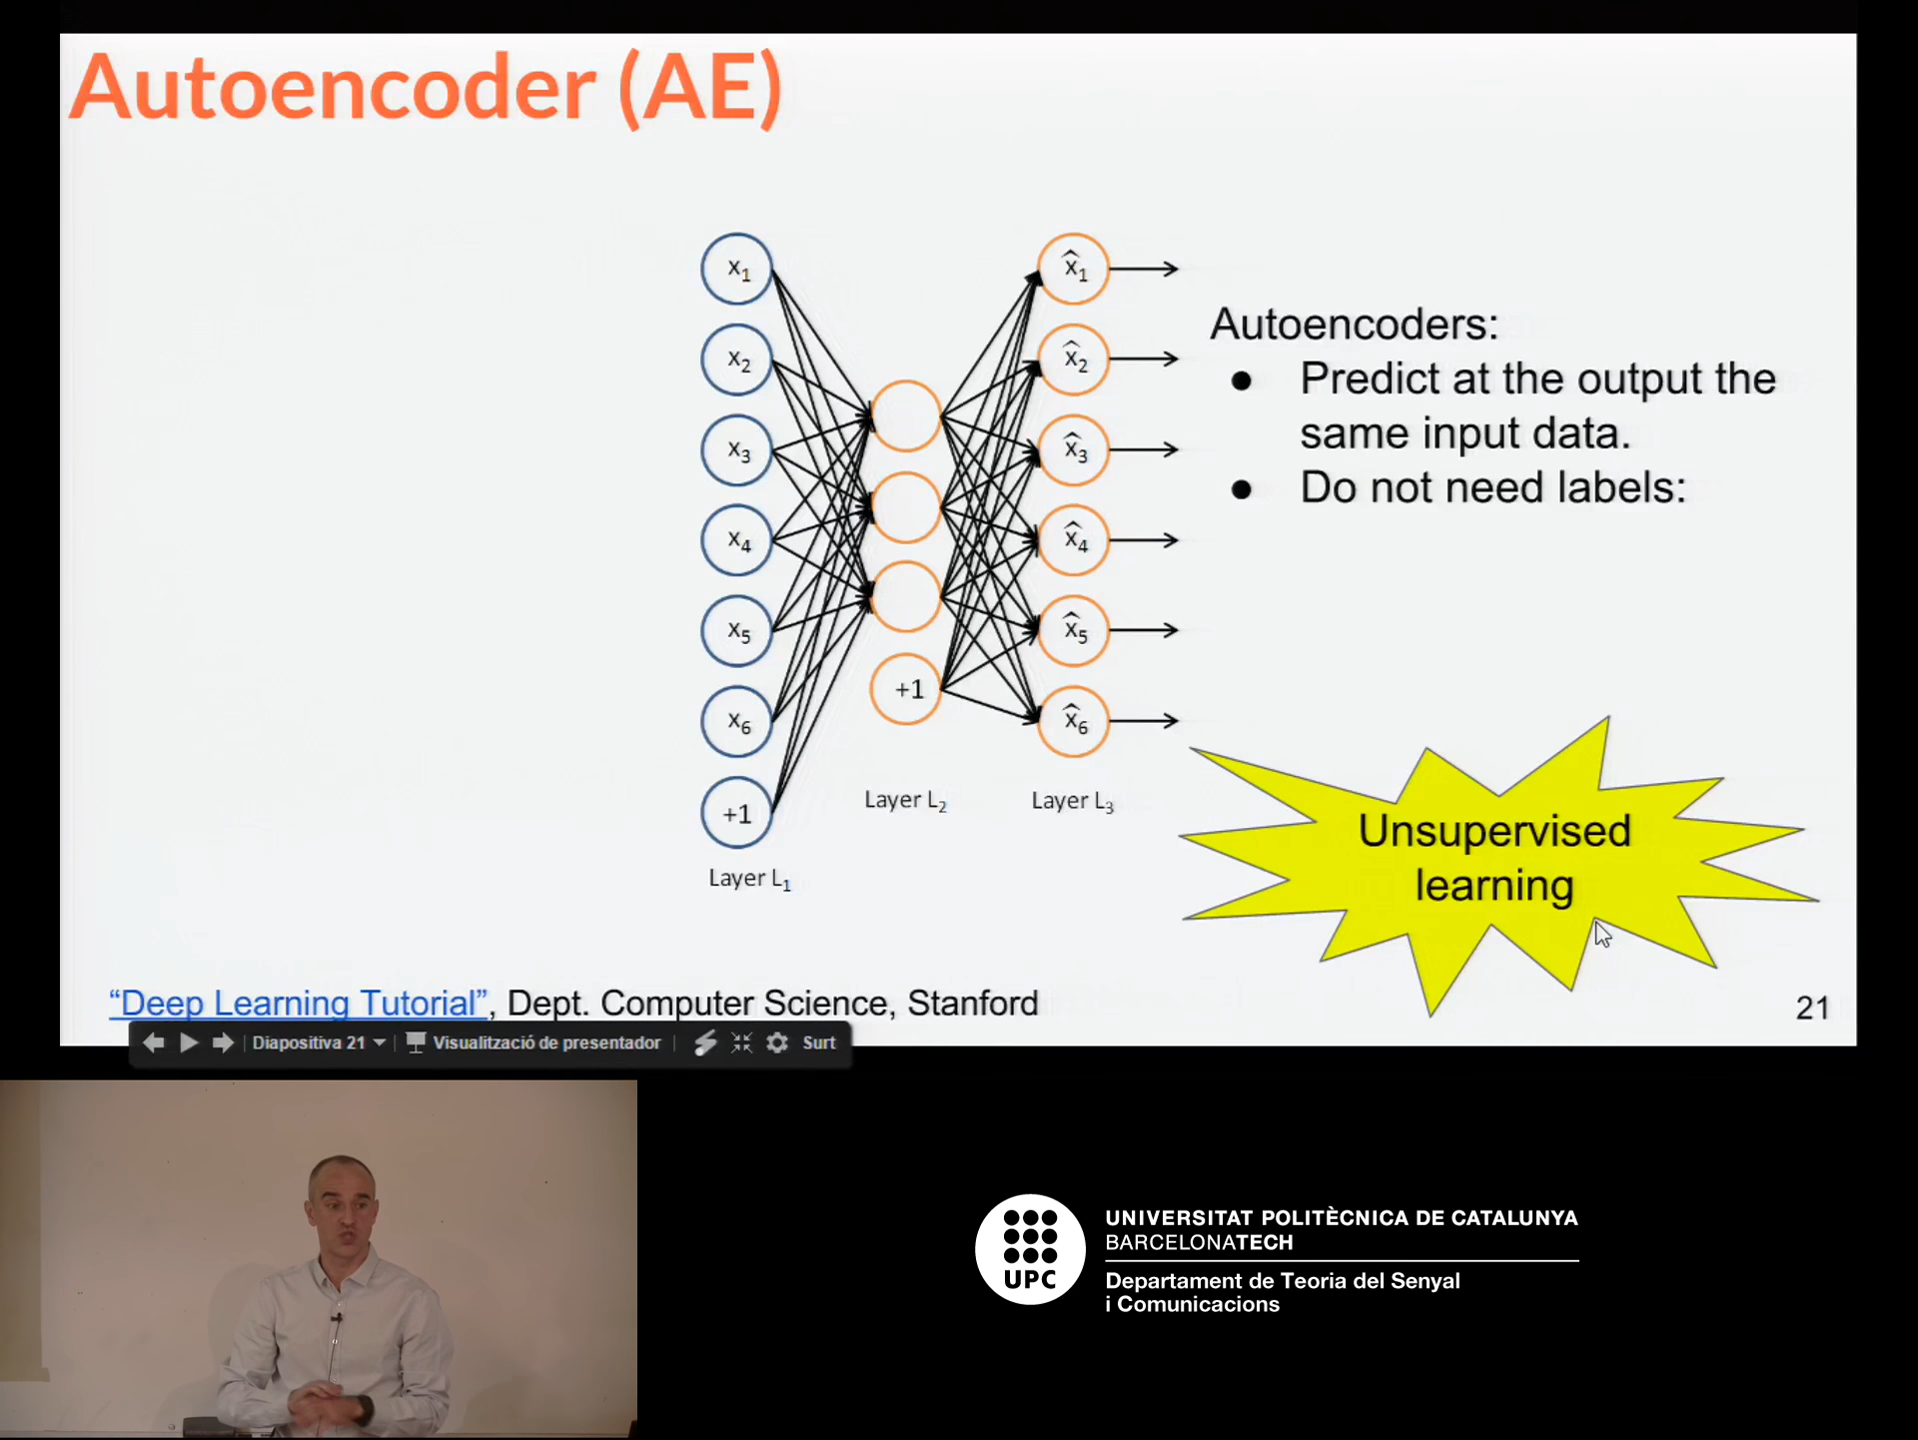 Autoencoder (AE)
x1
x2
x3
x4
x5
x6
+1
Layer L1
+1
Layer L2
x̂1
x̂2
x̂3
x̂4
x̂5
x̂6
Layer L3
Autoencoders:
● Predict at the output the
same input data.
● Do not need labels:
Unsupervised
learning
“Deep Learning Tutorial”, Dept. Computer Science, Stanford
21
Diapositiva 21
Visualització de presentador
Surt
UPC
UNIVERSITAT POLITÈCNICA DE CATALUNYA
BARCELONATECH
Departament de Teoria del Senyal
i Comunicacions